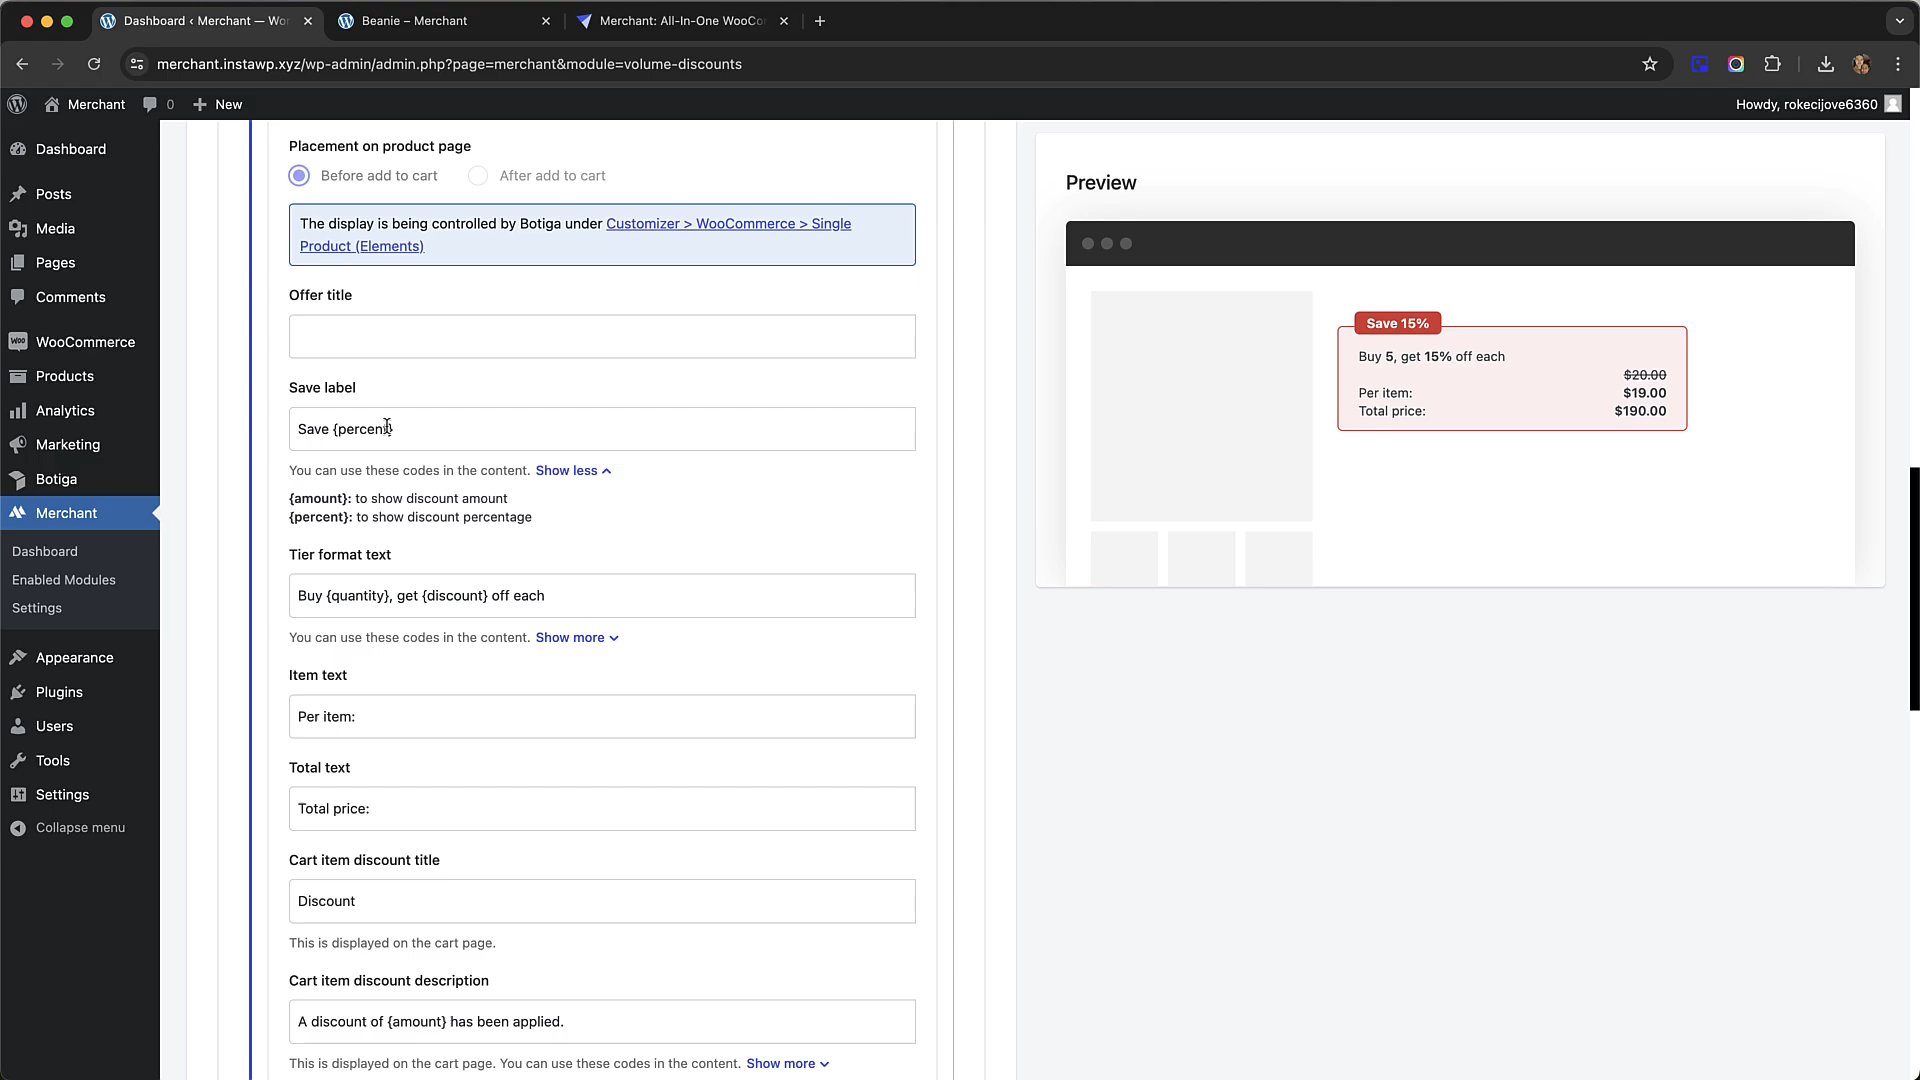 Dashboard ‹ Merchant — Wor
Beanie – Merchant
Merchant: All-In-One WooCo
merchant.instawp.xyz/wp-admin/admin.php?page=merchant&module=volume-discounts
Merchant
0
New
Howdy, rokecijove6360
Dashboard
Posts
Media
Pages
Comments
WooCommerce
Products
Analytics
Marketing
Botiga
Merchant
Dashboard
Enabled Modules
Settings
Appearance
Plugins
Users
Tools
Settings
Collapse menu
Placement on product page
Before add to cart
After add to cart
The display is being controlled by Botiga under Customizer > WooCommerce > Single
Product (Elements)
Offer title
Save label
Save {percent}
You can use these codes in the content. Show less
{amount}: to show discount amount
{percent}: to show discount percentage
Tier format text
Buy {quantity}, get {discount} off each
You can use these codes in the content. Show more
Item text
Per item:
Total text
Total price:
Cart item discount title
Discount
This is displayed on the cart page.
Cart item discount description
A discount of {amount} has been applied.
This is displayed on the cart page. You can use these codes in the content. Show more
Preview
Save 15%
Buy 5, get 15% off each
$20.00
Per item: $19.00
Total price: $190.00